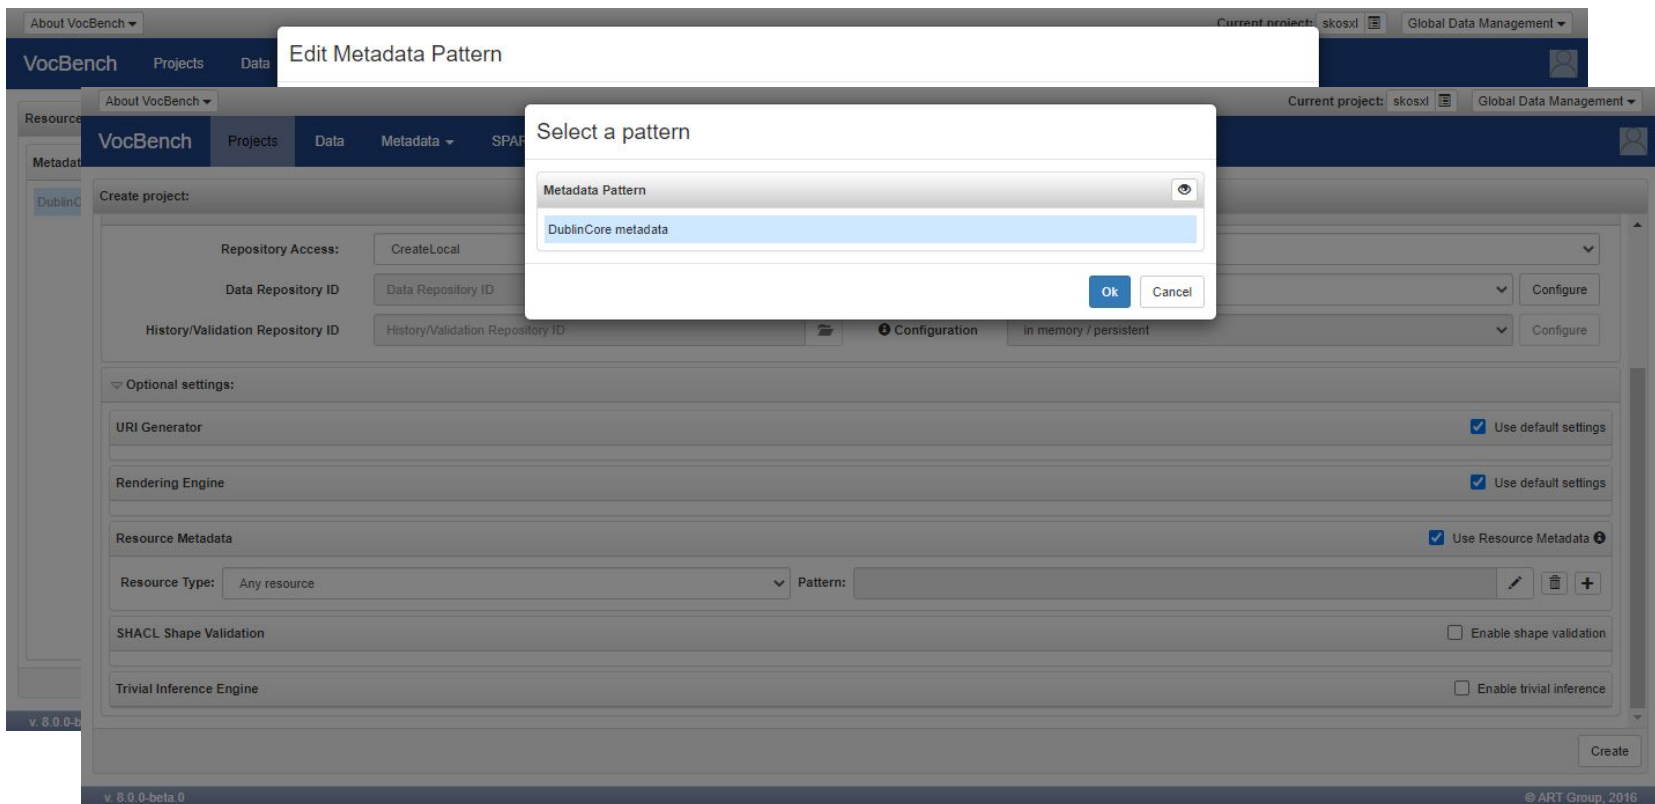 About VocBench
Current project: skosxl Global Data Management
Edit Metadata Pattern
VocBench Projects Data
Resource
Metadat
DublinC
v. 8.0.0-b
About VocBench
Current project: skosxl Global Data Management
VocBench Projects Data Metadata SPAR
Select a pattern
Metadata Pattern
DublinCore metadata
Ok Cancel
Create project:
Repository Access: CreateLocal
Data Repository ID Data Repository ID Configure
History/Validation Repository ID History/Validation Repository ID Configuration in memory / persistent Configure
Optional settings:
URI Generator Use default settings
Rendering Engine Use default settings
Resource Metadata Use Resource Metadata
Resource Type: Any resource Pattern:
SHACL Shape Validation Enable shape validation
Trivial Inference Engine Enable trivial inference
Create
v. 8.0.0-beta.0 © ART Group, 2016